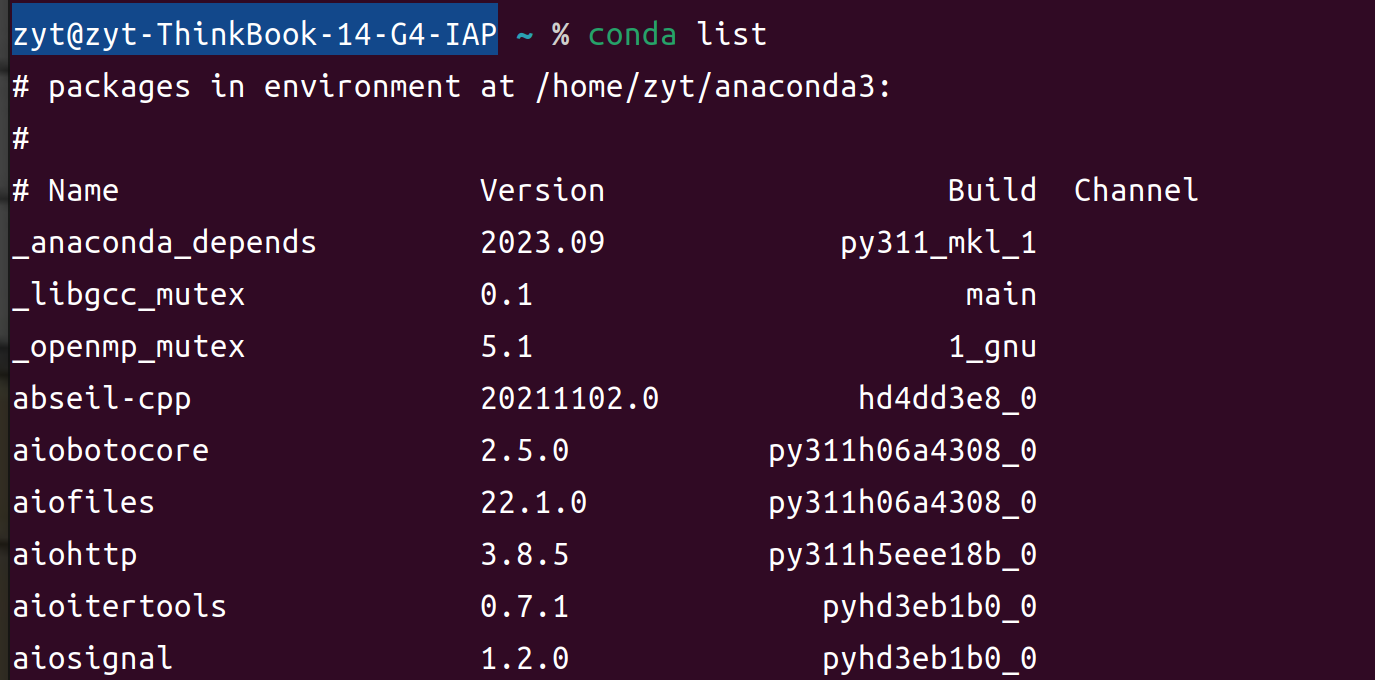 zyt@zyt-ThinkBook-14-G4-IAP ~ % conda list
# packages in environment at /home/zyt/anaconda3:
#
# Name Version Build Channel
_anaconda_depends 2023.09 py311_mkl_1
_libgcc_mutex 0.1 main
_openmp_mutex 5.1 1_gnu
abseil-cpp 20211102.0 hd4dd3e8_0
aiobotocore 2.5.0 py311h06a4308_0
aiofiles 22.1.0 py311h06a4308_0
aiohttp 3.8.5 py311h5eee18b_0
aioitertools 0.7.1 pyhd3eb1b0_0
aiosignal 1.2.0 pyhd3eb1b0_0